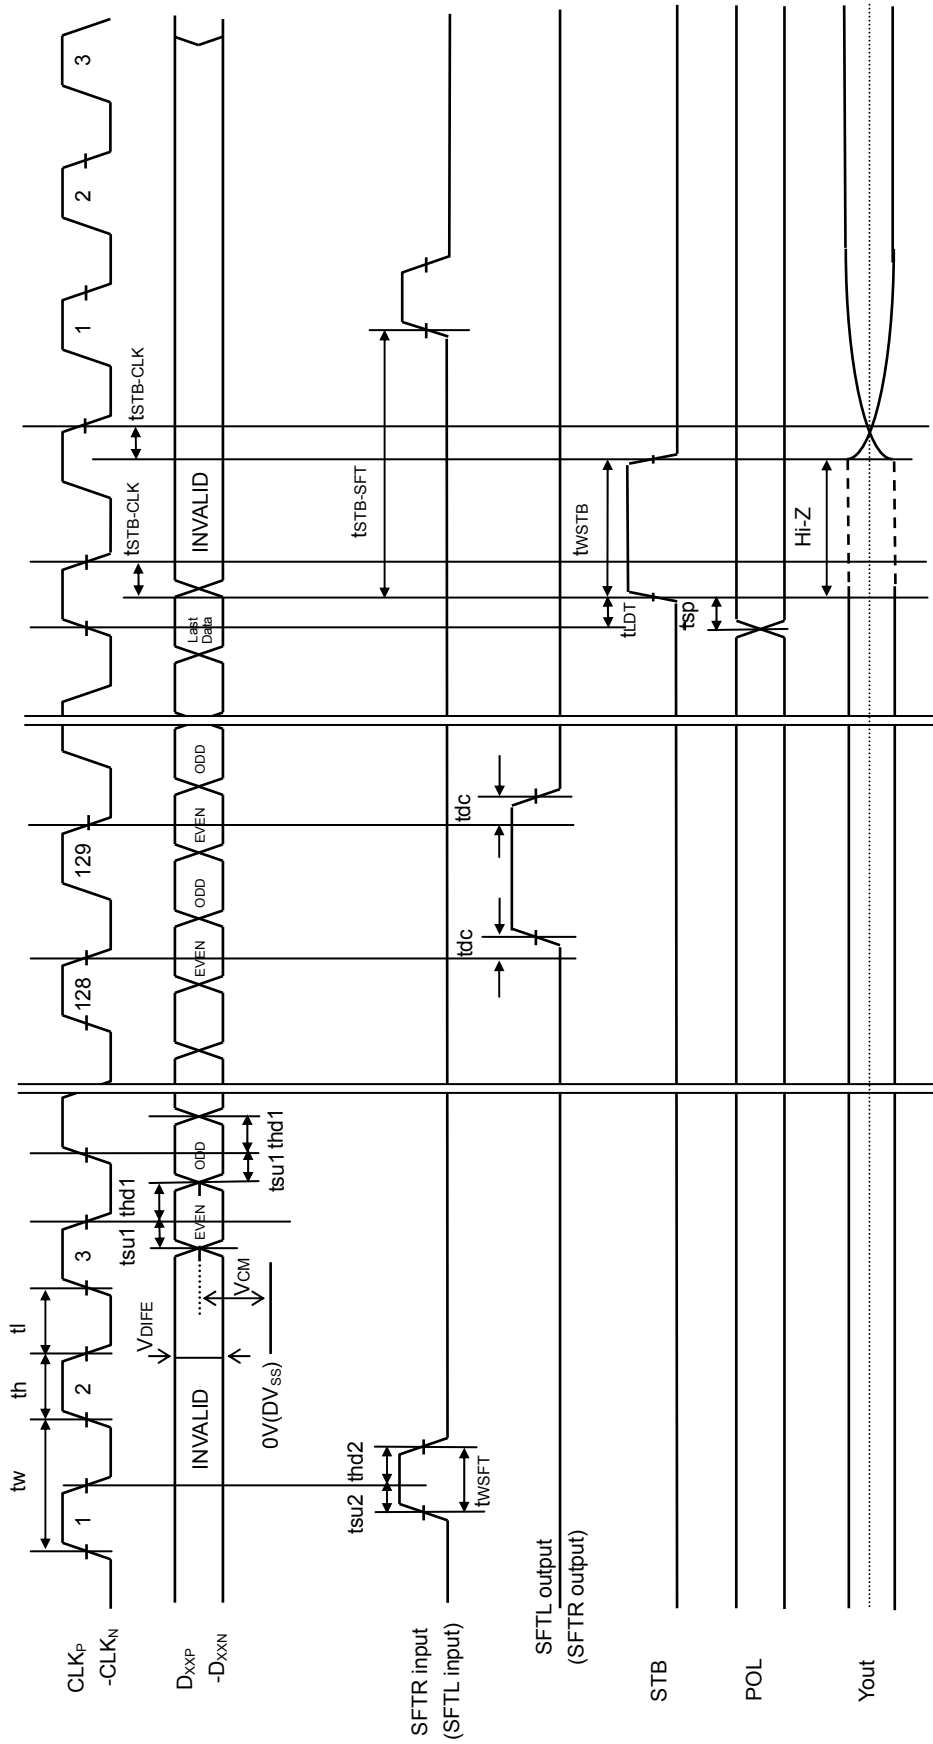 tw
th
tl
CLKP
-CLKN
1
2
3
128
129
1
2
3
tsu1
thd1
tSTB-CLK
tSTB-CLK
VDIFE
DXXP
-DXXN
INVALID
EVEN
ODD
EVEN
ODD
EVEN
ODD
Last
Data
INVALID
VCM
tsu1
thd1
0V(DVSS)
tSTB-SFT
tsu2
thd2
SFTR input
(SFTL input)
tWSFT
tdc
tdc
SFTL output
(SFTR output)
tWSTB
tLDT
STB
tsp
POL
Hi-Z
Yout